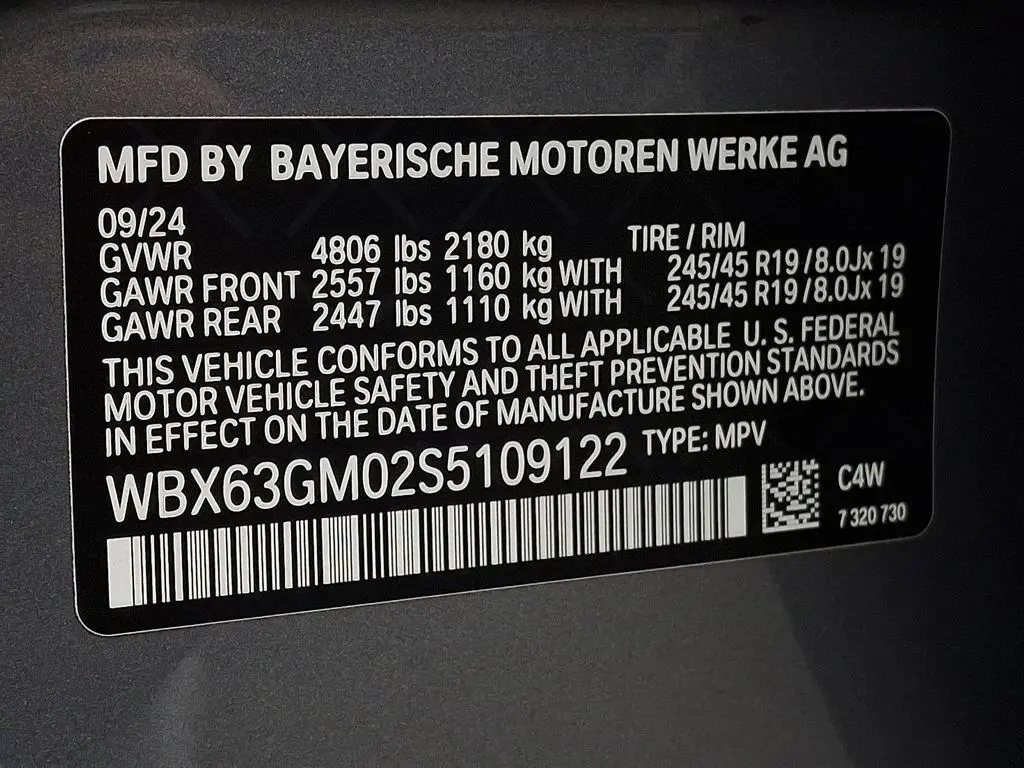 MFD BY BAYERISCHE MOTOREN WERKE AG
09/24
GVWR 4806 lbs 2180 kg TIRE / RIM
GAWR FRONT 2557 lbs 1160 kg WITH 245/45 R19/8.0Jx 19
GAWR REAR 2447 lbs 1110 kg WITH 245/45 R19/8.0Jx 19
THIS VEHICLE CONFORMS TO ALL APPLICABLE U. S. FEDERAL
MOTOR VEHICLE SAFETY AND THEFT PREVENTION STANDARDS
IN EFFECT ON THE DATE OF MANUFACTURE SHOWN ABOVE.
WBX63GM02S5109122 TYPE: MPV
C4W
7 320 730